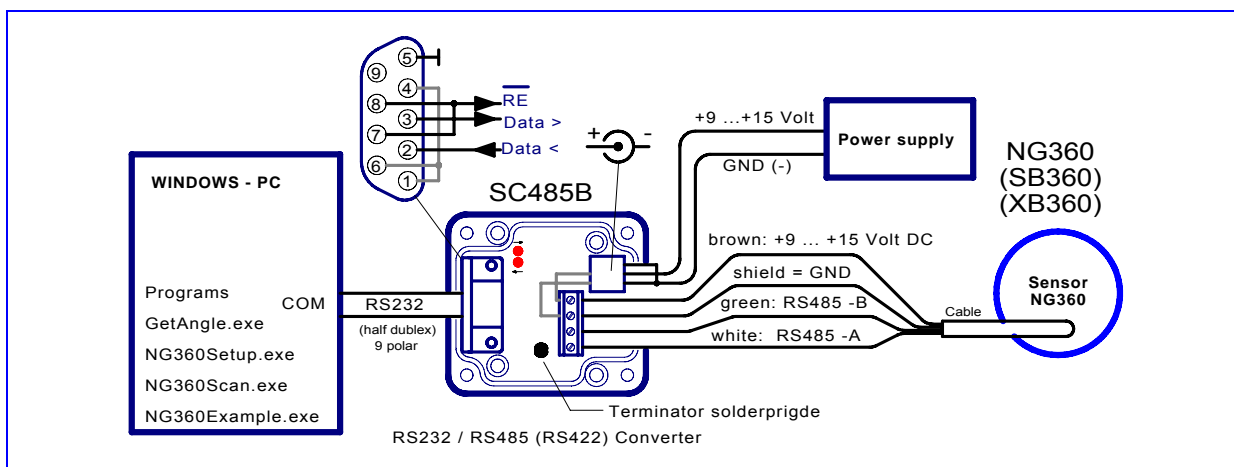 5
9
4
8
3
7
2
6
1
RE
Data >
Data <
+ -
SC485B
WINDOWS - PC
Programs
GetAngle.exe
NG360Setup.exe
NG360Scan.exe
NG360Example.exe
COM
RS232
(half dublex)
9 polar
+9 ...+15 Volt
GND (-)
Power supply
NG360
(SB360)
(XB360)
brown: +9 ... +15 Volt DC
shield = GND
green: RS485 -B
white: RS485 -A
Cable
Sensor
NG360
Terminator solderprigde
RS232 / RS485 (RS422) Converter